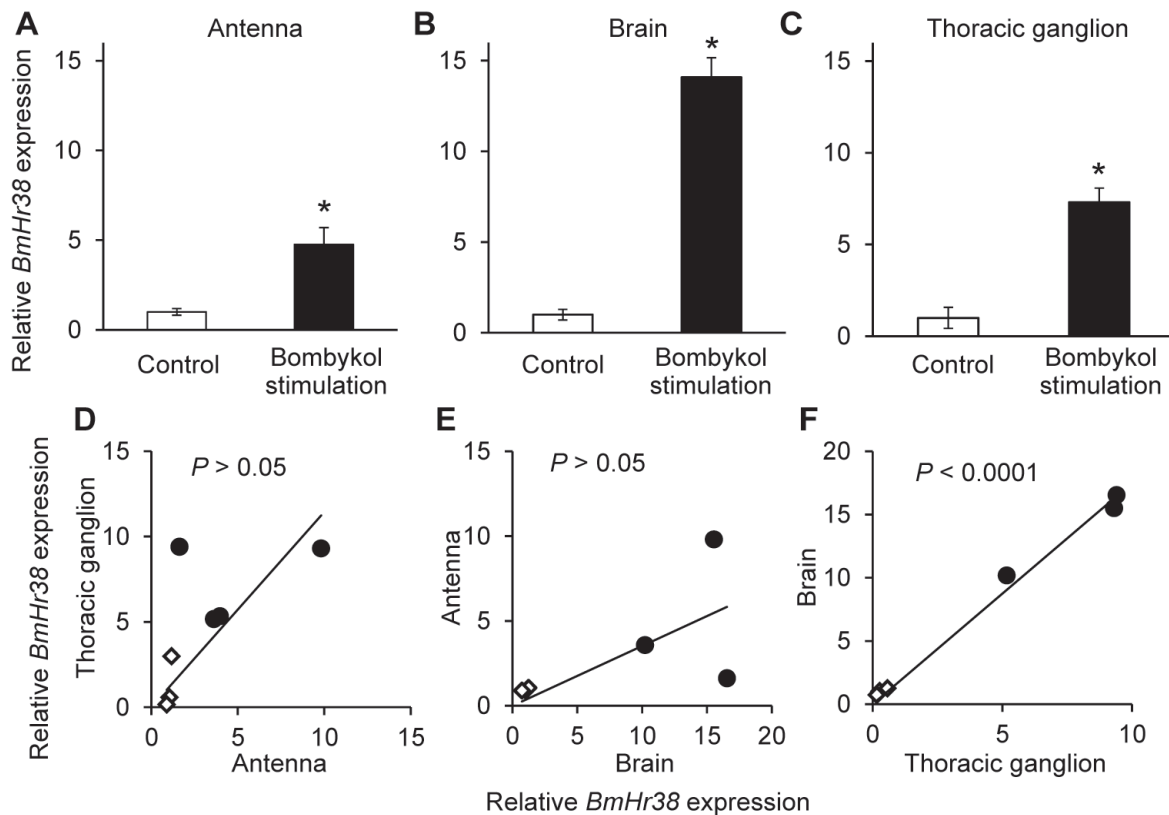 A
Antenna
B
Brain
C
Thoracic ganglion
Relative BmHr38 expression
15
10
5
0
*
Control
Bombykol
stimulation
15
10
5
0
*
Control
Bombykol
stimulation
15
10
5
0
*
Control
Bombykol
stimulation
D
Relative BmHr38 expression
Thoracic ganglion
15
10
5
0
P > 0.05
0 5 10 15
Antenna
E
Antenna
15
10
5
0
P > 0.05
0 5 10 15 20
Brain
F
Brain
20
15
10
5
0
P < 0.0001
0 5 10
Thoracic ganglion
Relative BmHr38 expression